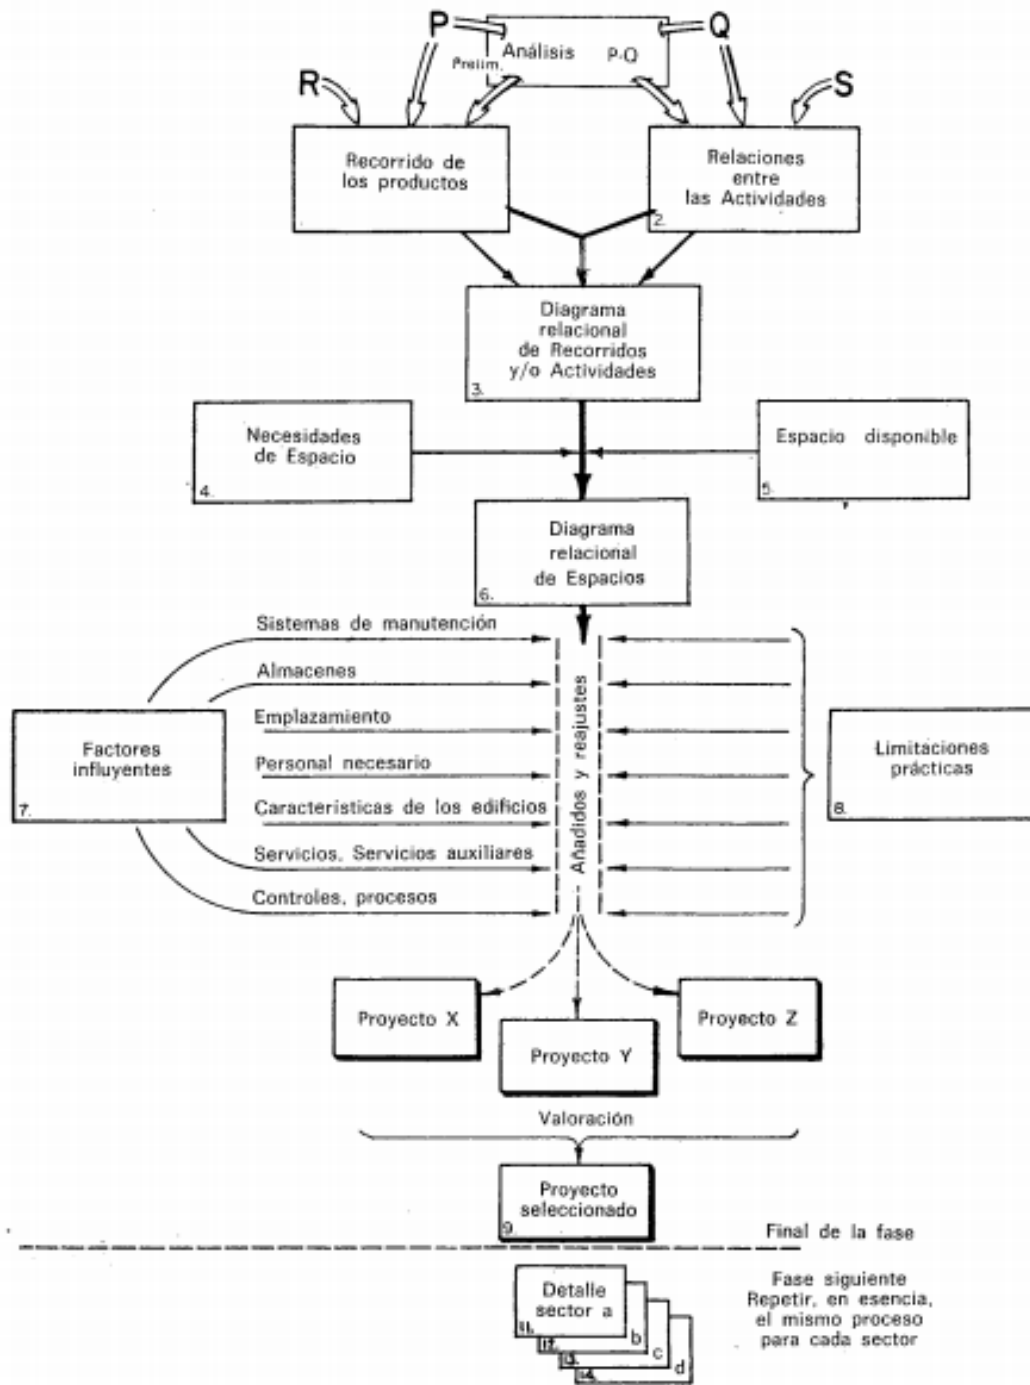 P
Q
Análisis P-Q
Prelim.
R
S
Recorrido de
los productos
Relaciones
entre
las Actividades
2.
Diagrama
relacional
de Recorridos
y/o Actividades
3.
Necesidades
de Espacio
4.
Espacio disponible
5.
Diagrama
relacional
de Espacios
6.
Sistemas de manutención
Almacenes
Emplazamiento
Personal necesario
Características de los edificios
Servicios, Servicios auxiliares
Controles, procesos
Factores
influyentes
7.
Añadidos y reajustes
Limitaciones
prácticas
8.
Proyecto X
Proyecto Y
Proyecto Z
Valoración
Proyecto
seleccionado
9
Final de la fase
Detalle
sector a
11.
12. b
13. c
14. d
Fase siguiente
Repetir, en esencia,
el mismo proceso
para cada sector